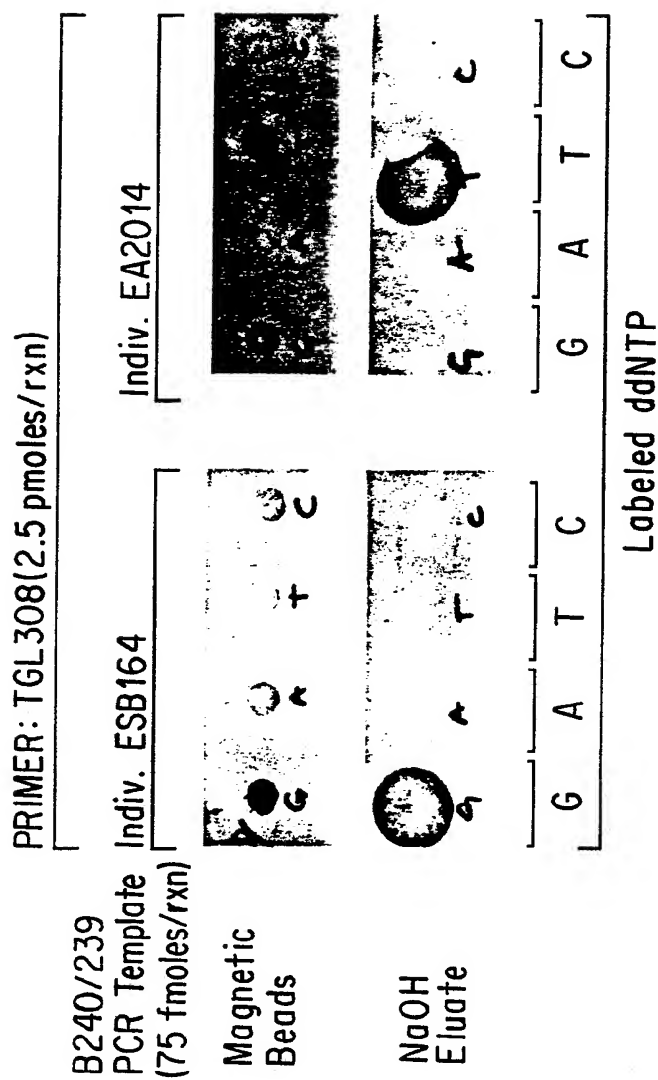 PRIMER: TGL308(2.5 pmoles/rxn)
B240/239
PCR Template
(75 fmoles/rxn)
Indiv. ESB164
Indiv. EA2014
Magnetic
Beads
G A T C
C
NaOH
Eluate
G A T C
G A T C
G A T C
G A T C
Labeled ddNTP